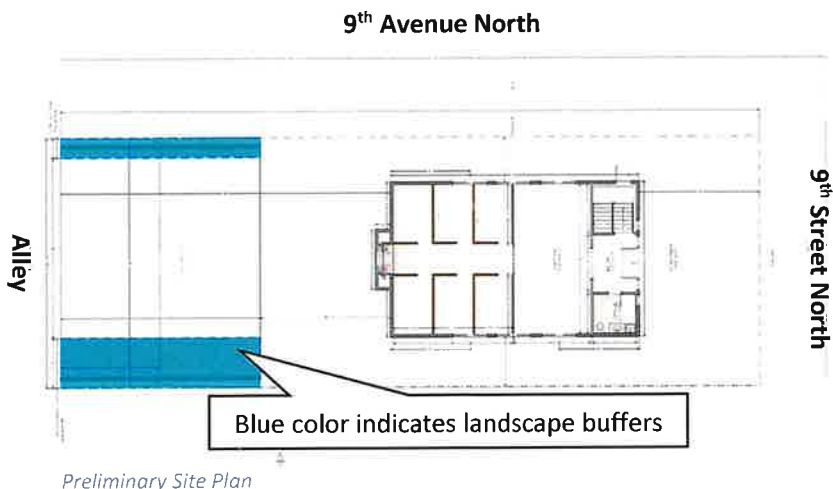 9th Avenue North
9th Street North
Alley
Blue color indicates landscape buffers
Preliminary Site Plan